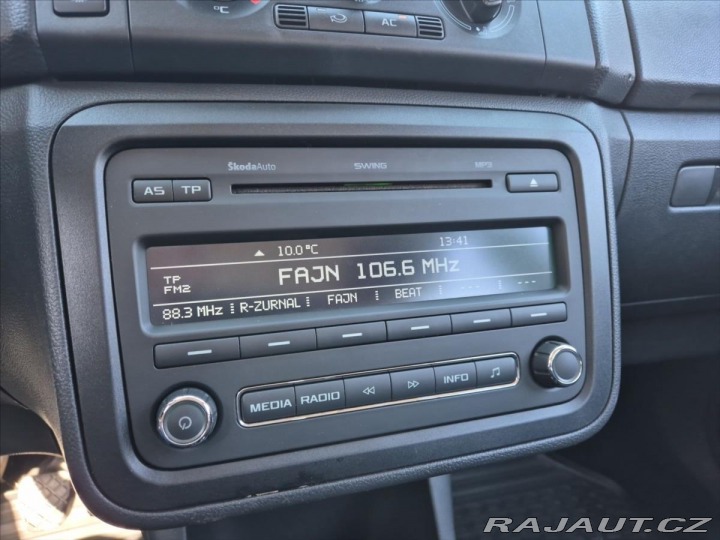 °C
AC
ŠkodaAuto SWING MP3
AS TP
10.0°C 13:41
TP FAJN 106.6 MHz
FM2
88.3 MHz R-ZURNAL FAJN BEAT --- ---
MEDIA RADIO INFO
RAJAUT.CZ